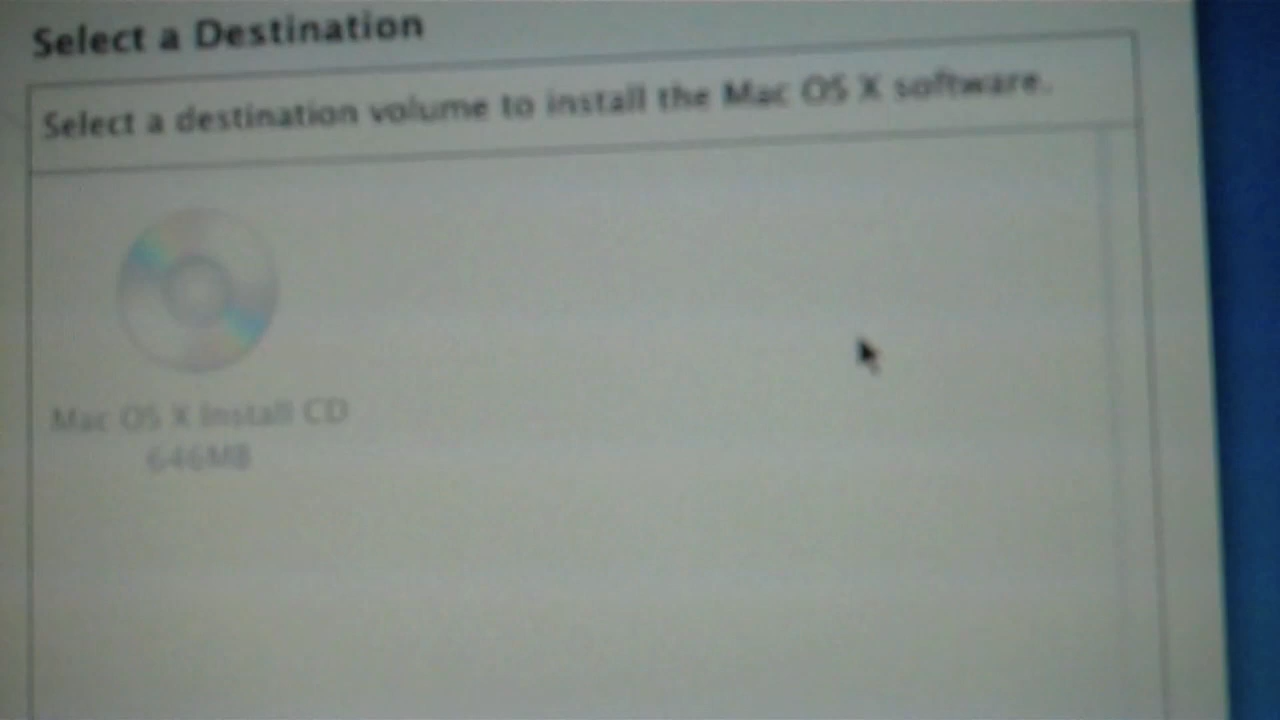 Select a Destination
Select a destination volume to install the Mac OS X software.
Mac OS X Install CD
646MB